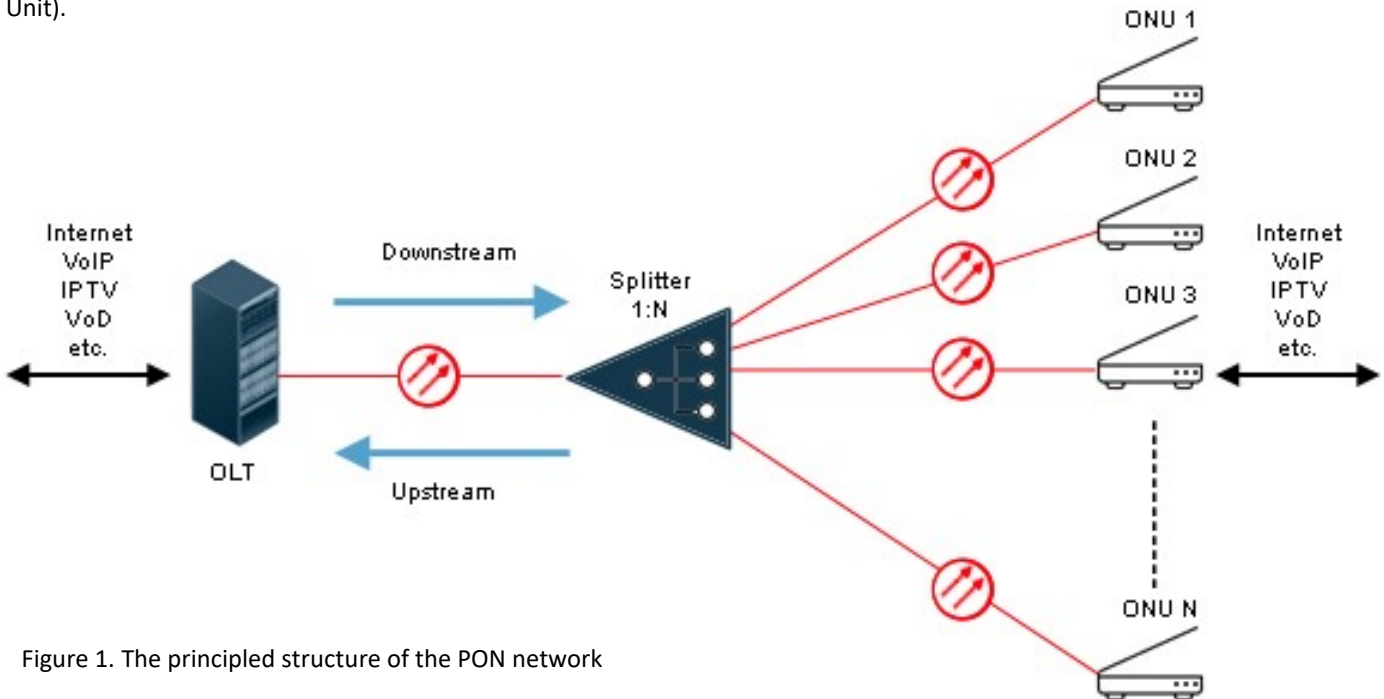 Unit).
ONU 1
ONU 2
Internet
VoIP
IPTV
VoD
etc.
Downstream
Splitter
1:N
ONU 3
Internet
VoIP
IPTV
VoD
etc.
OLT
Upstream
ONU N
Figure 1. The principled structure of the PON network